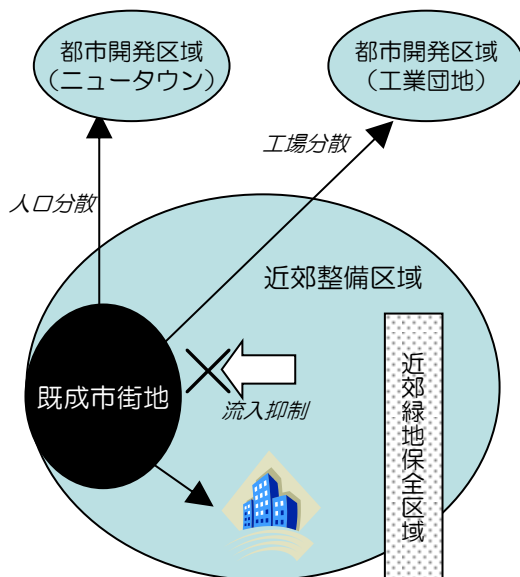 都市開発区域
（ニュータウン）
都市開発区域
（工業団地）
工場分散
人口分散
近郊整備区域
既成市街地
流入抑制
近郊緑地保全区域